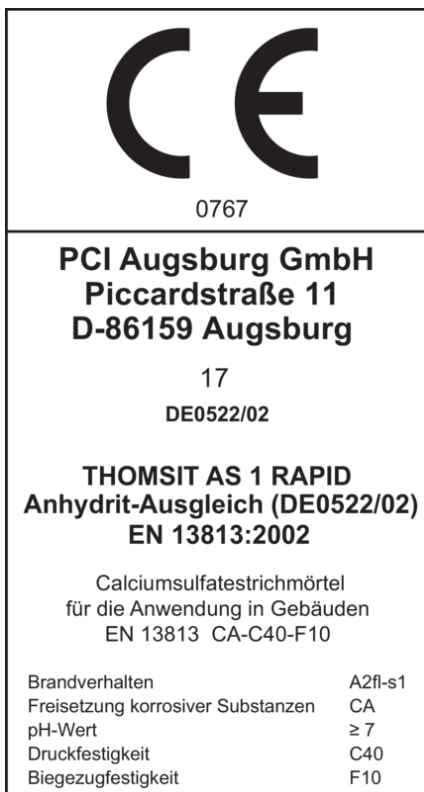 CE
0767
PCI Augsburg GmbH
Piccardstraße 11
D-86159 Augsburg
17
DE0522/02
THOMSIT AS 1 RAPID
Anhydrit-Ausgleich (DE0522/02)
EN 13813:2002
Calciumsulfatestrichmörtel
für die Anwendung in Gebäuden
EN 13813 CA-C40-F10
Brandverhalten A2fl-s1
Freisetzung korrosiver Substanzen CA
pH-Wert ≥ 7
Druckfestigkeit C40
Biegezugfestigkeit F10